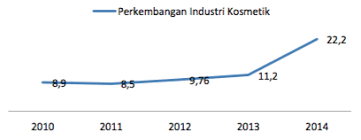 Perkembangan Industri Kosmetik
22,2
8,9 8,5 9,76 11,2
2010 2011 2012 2013 2014